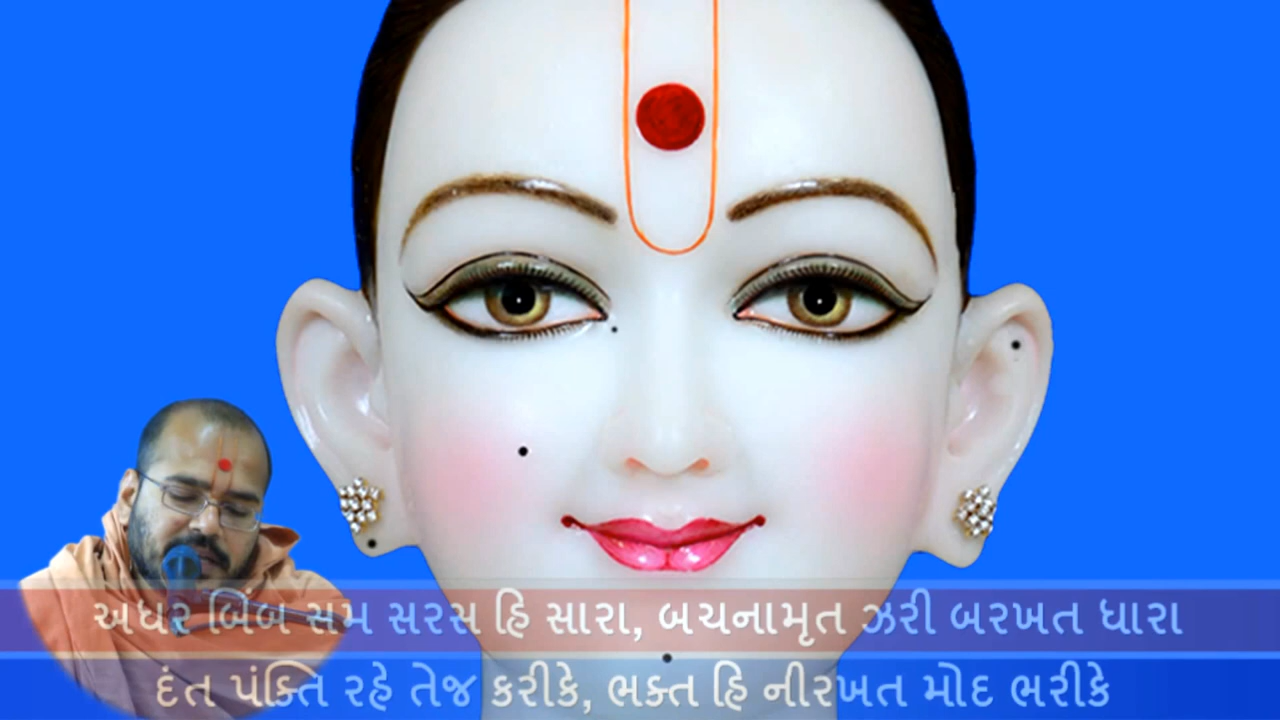 અધર બિંબ સમ સરસ હિ સારા, બચનામૃત ઝરી બરખત ધારા
દંત પંક્તિ રહે તેજ કરીકે, ભક્ત હિ નીરખત મોદ ભરીકે